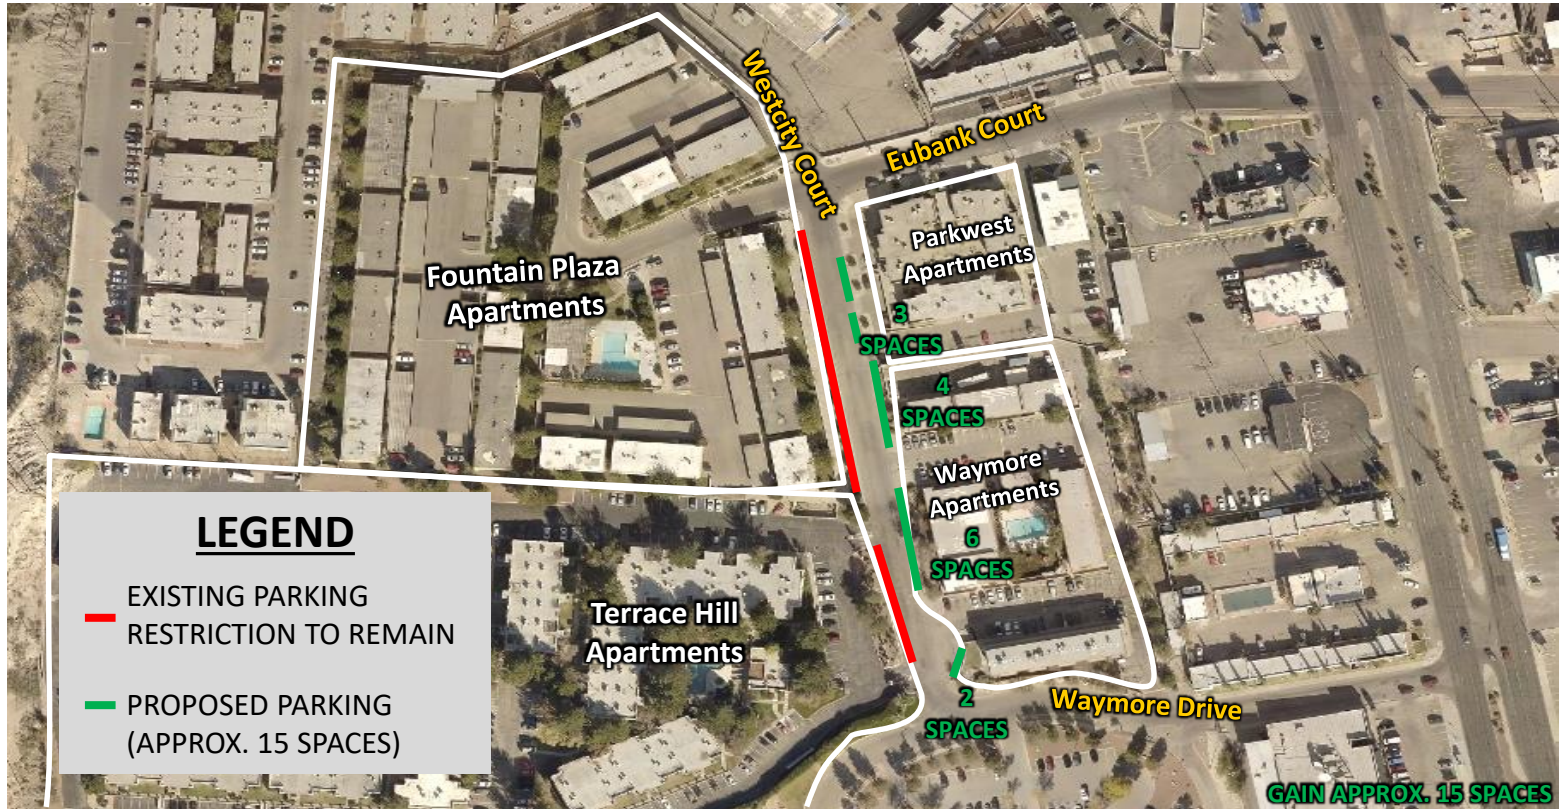 Westcity Court
Eubank Court
Parkwest
Apartments
Fountain Plaza
Apartments
3
SPACES
4
SPACES
Waymore
Apartments
6
SPACES
LEGEND
EXISTING PARKING
RESTRICTION TO REMAIN
PROPOSED PARKING
(APPROX. 15 SPACES)
Terrace Hill
Apartments
2
SPACES
Waymore Drive
GAIN APPROX. 15 SPACES